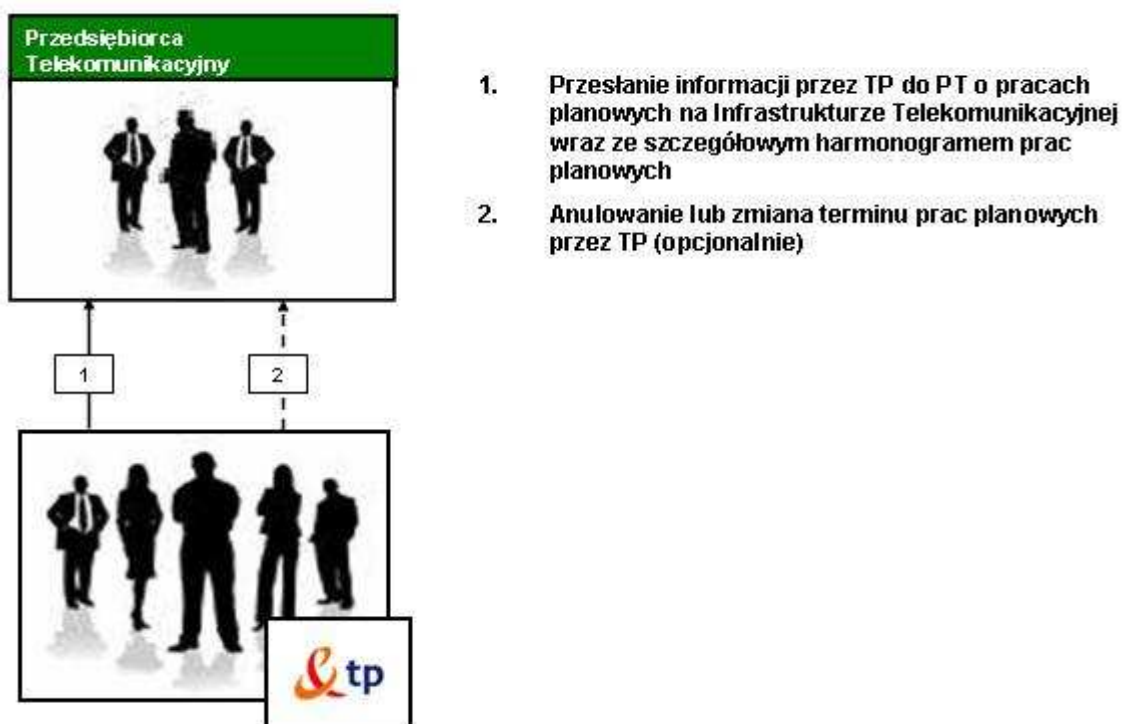 Przedsiębiorca
Telekomunikacyjny
1. Przesłanie informacji przez TP do PT o pracach
planowych na Infrastrukturze Telekomunikacyjnej
wraz ze szczegółowym harmonogramem prac
planowych
2. Anulowanie lub zmiana terminu prac planowych
przez TP (opcjonalnie)
1
2
tp